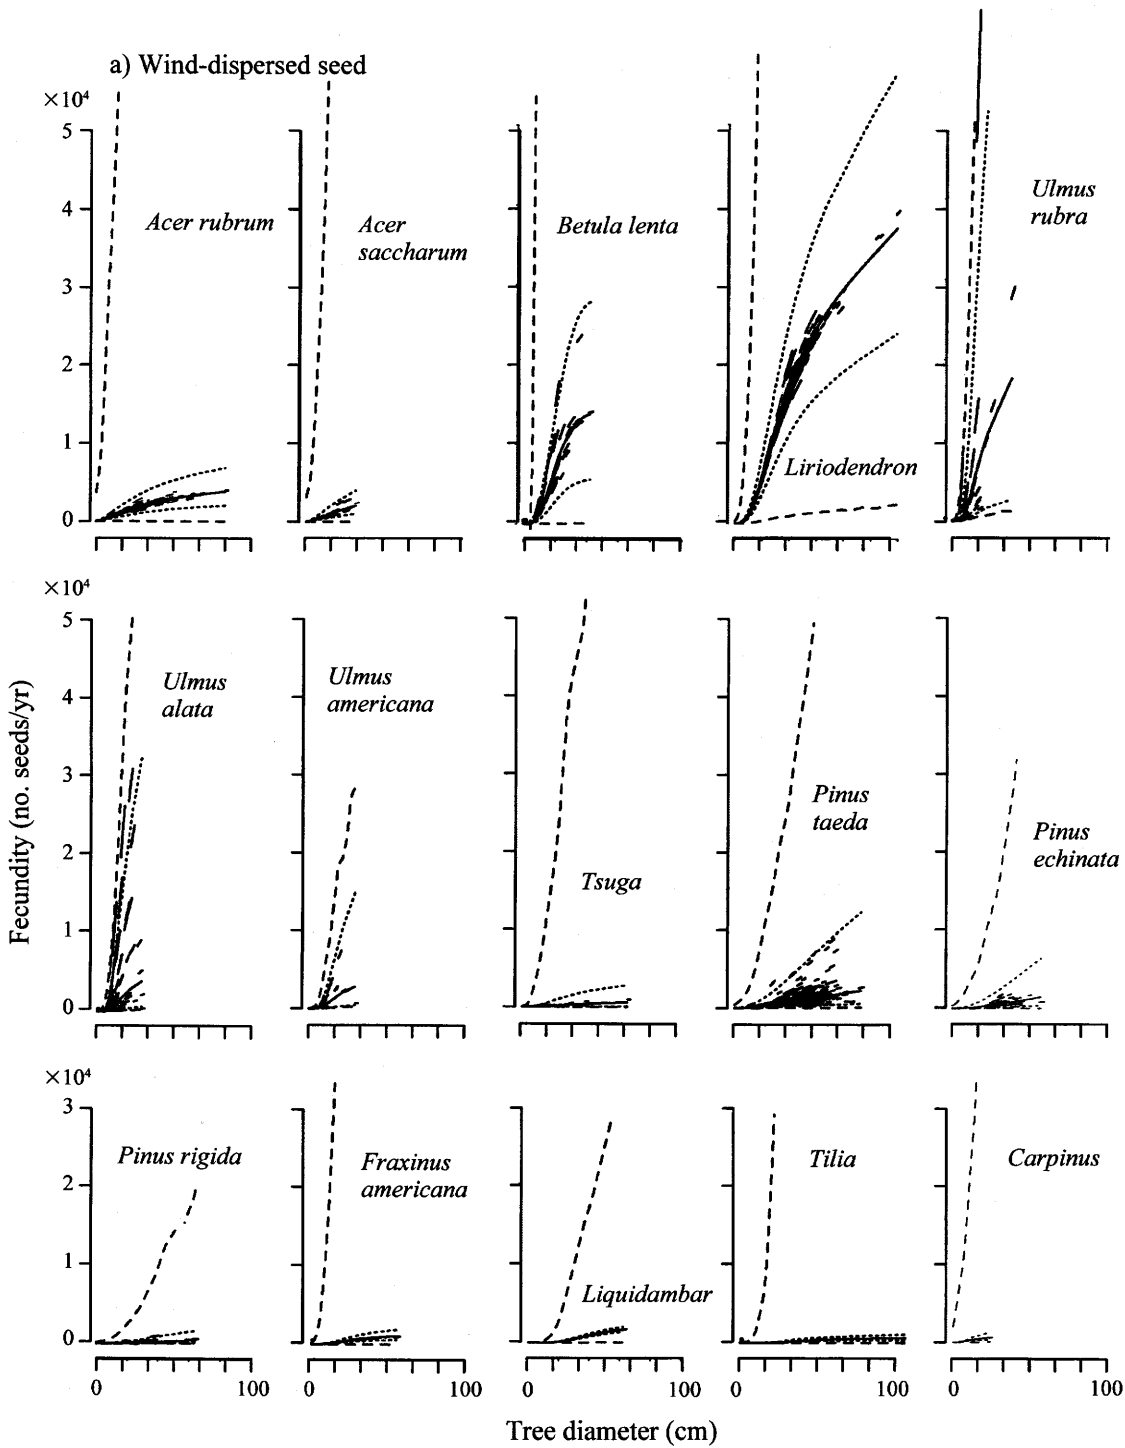 a) Wind-dispersed seed
×10⁴
5
4
3
2
1
0
Acer rubrum
Acer
saccharum
Betula lenta
Liriodendron
Ulmus
rubra
×10⁴
5
4
3
2
1
0
Ulmus
alata
Ulmus
americana
Tsuga
Pinus
taeda
Pinus
echinata
Fecundity (no. seeds/yr)
×10⁴
3
2
1
0
Pinus rigida
Fraxinus
americana
Liquidambar
Tilia
Carpinus
0 100 0 100 0 100 0 100 0 100
Tree diameter (cm)